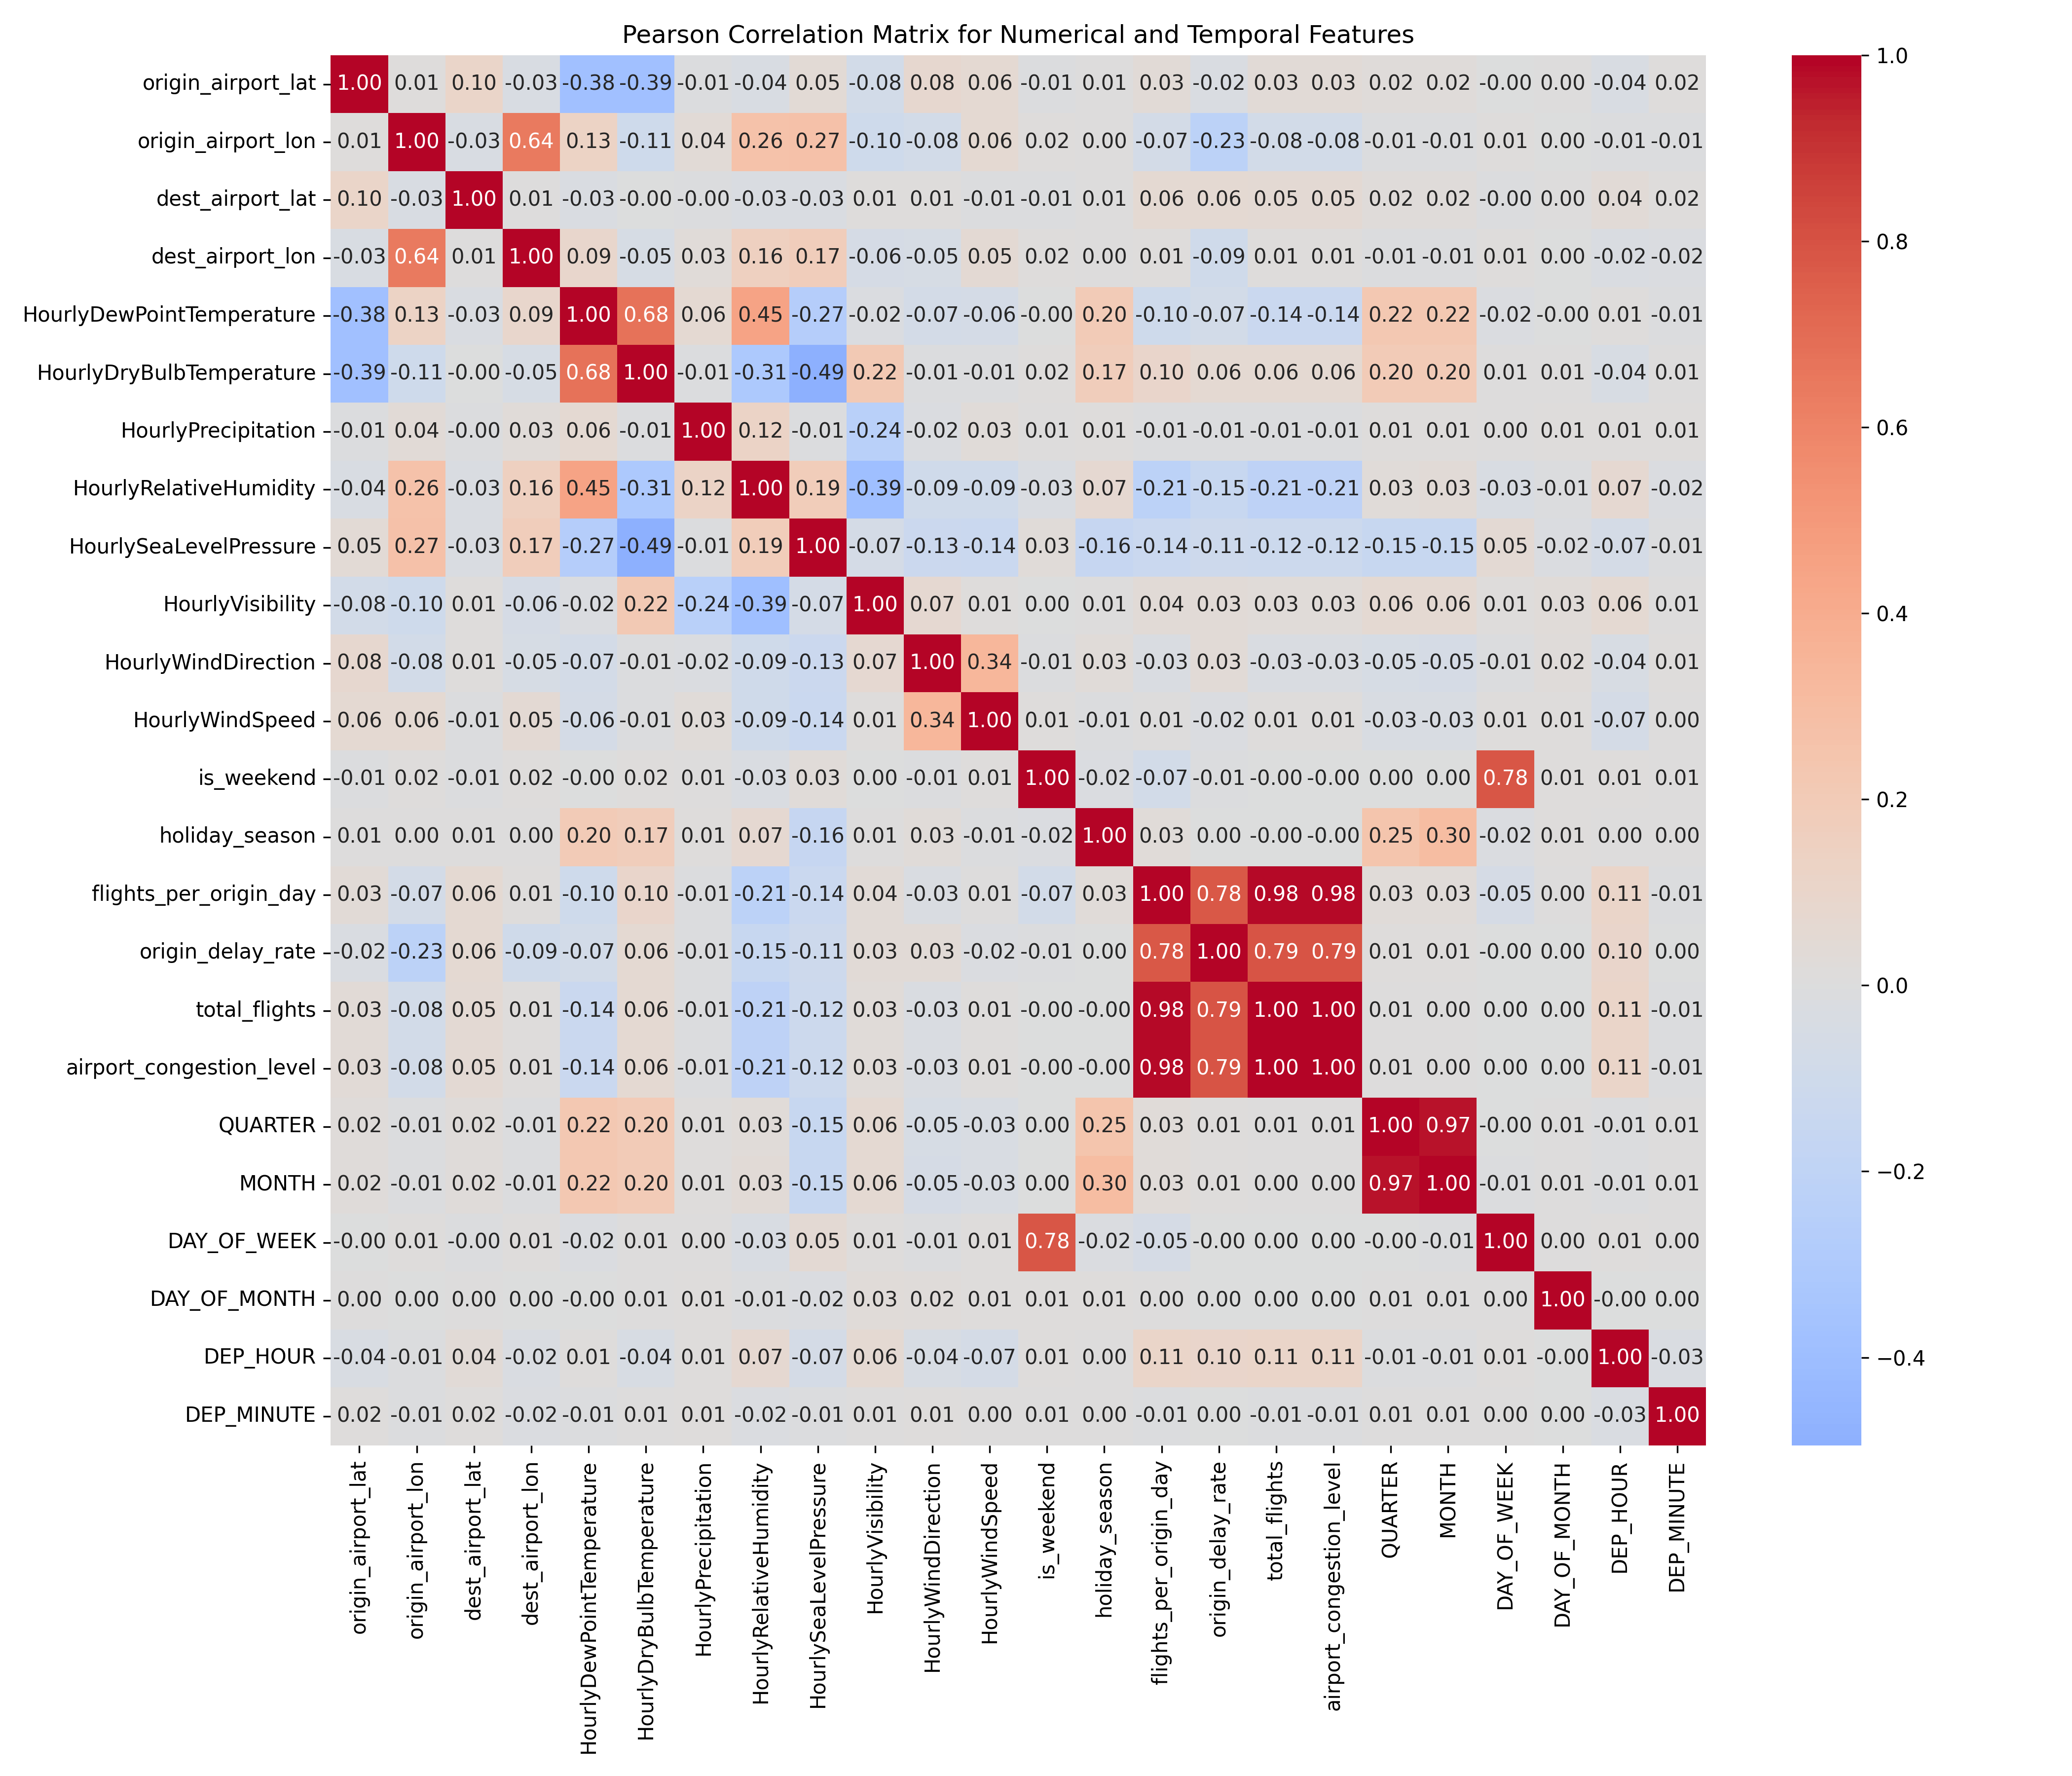 Pearson Correlation Matrix for Numerical and Temporal Features
origin_airport_lat 1.00 0.01 0.10 -0.03 -0.38 -0.39 -0.01 -0.04 0.05 -0.08 0.08 0.06 -0.01 0.01 0.03 -0.02 0.03 0.03 0.02 0.02 -0.00 0.00 -0.04 0.02
origin_airport_lon 0.01 1.00 -0.03 0.64 0.13 -0.11 0.04 0.26 0.27 -0.10 -0.08 0.06 0.02 0.00 -0.07 -0.23 -0.08 -0.08 -0.01 -0.01 0.01 0.00 -0.01 -0.01
dest_airport_lat 0.10 -0.03 1.00 0.01 -0.03 -0.00 -0.00 -0.03 -0.03 0.01 0.01 -0.01 -0.01 0.01 0.06 0.06 0.05 0.05 0.02 0.02 -0.00 0.00 0.04 0.02
dest_airport_lon -0.03 0.64 0.01 1.00 0.09 -0.05 0.03 0.16 0.17 -0.06 -0.05 0.05 0.02 0.00 0.01 -0.09 0.01 0.01 -0.01 -0.01 0.01 0.00 -0.02 -0.02
HourlyDewPointTemperature -0.38 0.13 -0.03 0.09 1.00 0.68 0.06 0.45 -0.27 -0.02 -0.07 -0.06 -0.00 0.20 -0.10 -0.07 -0.14 -0.14 0.22 0.22 -0.02 -0.00 0.01 -0.01
HourlyDryBulbTemperature -0.39 -0.11 -0.00 -0.05 0.68 1.00 -0.01 -0.31 -0.49 0.22 -0.01 -0.01 0.02 0.17 0.10 0.06 0.06 0.06 0.20 0.20 0.01 0.01 -0.04 0.01
HourlyPrecipitation -0.01 0.04 -0.00 0.03 0.06 -0.01 1.00 0.12 -0.01 -0.24 -0.02 0.03 0.01 0.01 -0.01 -0.01 -0.01 -0.01 0.01 0.01 0.00 0.01 0.01 0.01
HourlyRelativeHumidity -0.04 0.26 -0.03 0.16 0.45 -0.31 0.12 1.00 0.19 -0.39 -0.09 -0.09 -0.03 0.07 -0.21 -0.15 -0.21 -0.21 0.03 0.03 -0.03 -0.01 0.07 -0.02
HourlySeaLevelPressure 0.05 0.27 -0.03 0.17 -0.27 -0.49 -0.01 0.19 1.00 -0.07 -0.13 -0.14 0.03 -0.16 -0.14 -0.11 -0.12 -0.12 -0.15 -0.15 0.05 -0.02 -0.07 -0.01
HourlyVisibility -0.08 -0.10 0.01 -0.06 -0.02 0.22 -0.24 -0.39 -0.07 1.00 0.07 0.01 0.00 0.01 0.04 0.03 0.03 0.03 0.06 0.06 0.01 0.03 0.06 0.01
HourlyWindDirection 0.08 -0.08 0.01 -0.05 -0.07 -0.01 -0.02 -0.09 -0.13 0.07 1.00 0.34 -0.01 0.03 -0.03 0.03 -0.03 -0.03 -0.05 -0.05 -0.01 0.02 -0.04 0.01
HourlyWindSpeed 0.06 0.06 -0.01 0.05 -0.06 -0.01 0.03 -0.09 -0.14 0.01 0.34 1.00 0.01 -0.01 0.01 -0.02 0.01 0.01 -0.03 -0.03 0.01 0.01 -0.07 0.00
is_weekend -0.01 0.02 -0.01 0.02 -0.00 0.02 0.01 -0.03 0.03 0.00 -0.01 0.01 1.00 -0.02 -0.07 -0.01 -0.00 -0.00 0.00 0.00 0.78 0.01 0.01 0.01
holiday_season 0.01 0.00 0.01 0.00 0.20 0.17 0.01 0.07 -0.16 0.01 0.03 -0.01 -0.02 1.00 0.03 0.00 -0.00 -0.00 0.25 0.30 -0.02 0.01 0.00 0.00
flights_per_origin_day 0.03 -0.07 0.06 0.01 -0.10 0.10 -0.01 -0.21 -0.14 0.04 -0.03 0.01 -0.07 0.03 1.00 0.78 0.98 0.98 0.03 0.03 -0.05 0.00 0.11 -0.01
origin_delay_rate -0.02 -0.23 0.06 -0.09 -0.07 0.06 -0.01 -0.15 -0.11 0.03 0.03 -0.02 -0.01 0.00 0.78 1.00 0.79 0.79 0.01 0.01 -0.00 0.00 0.10 0.00
total_flights 0.03 -0.08 0.05 0.01 -0.14 0.06 -0.01 -0.21 -0.12 0.03 -0.03 0.01 -0.00 -0.00 0.98 0.79 1.00 1.00 0.01 0.00 0.00 0.00 0.11 -0.01
airport_congestion_level 0.03 -0.08 0.05 0.01 -0.14 0.06 -0.01 -0.21 -0.12 0.03 -0.03 0.01 -0.00 -0.00 0.98 0.79 1.00 1.00 0.01 0.00 0.00 0.00 0.11 -0.01
QUARTER 0.02 -0.01 0.02 -0.01 0.22 0.20 0.01 0.03 -0.15 0.06 -0.05 -0.03 0.00 0.25 0.03 0.01 0.01 0.01 1.00 0.97 -0.00 0.01 -0.01 0.01
MONTH 0.02 -0.01 0.02 -0.01 0.22 0.20 0.01 0.03 -0.15 0.06 -0.05 -0.03 0.00 0.30 0.03 0.01 0.00 0.00 0.97 1.00 -0.01 0.01 -0.01 0.01
DAY_OF_WEEK -0.00 0.01 -0.00 0.01 -0.02 0.01 0.00 -0.03 0.05 0.01 -0.01 0.01 0.78 -0.02 -0.05 -0.00 0.00 0.00 -0.00 -0.01 1.00 0.00 0.01 0.00
DAY_OF_MONTH 0.00 0.00 0.00 0.00 -0.00 0.01 0.01 -0.01 -0.02 0.03 0.02 0.01 0.01 0.01 0.00 0.00 0.00 0.00 0.01 0.01 0.00 1.00 -0.00 0.00
DEP_HOUR -0.04 -0.01 0.04 -0.02 0.01 -0.04 0.01 0.07 -0.07 0.06 -0.04 -0.07 0.01 0.00 0.11 0.10 0.11 0.11 -0.01 -0.01 0.01 -0.00 1.00 -0.03
DEP_MINUTE 0.02 -0.01 0.02 -0.02 -0.01 0.01 0.01 -0.02 -0.01 0.01 0.01 0.00 0.01 0.00 -0.01 0.00 -0.01 -0.01 0.01 0.01 0.00 0.00 -0.03 1.00
origin_airport_lat
origin_airport_lon
dest_airport_lat
dest_airport_lon
HourlyDewPointTemperature
HourlyDryBulbTemperature
HourlyPrecipitation
HourlyRelativeHumidity
HourlySeaLevelPressure
HourlyVisibility
HourlyWindDirection
HourlyWindSpeed
is_weekend
holiday_season
flights_per_origin_day
origin_delay_rate
total_flights
airport_congestion_level
QUARTER
MONTH
DAY_OF_WEEK
DAY_OF_MONTH
DEP_HOUR
DEP_MINUTE
1.0
0.8
0.6
0.4
0.2
0.0
−0.2
−0.4